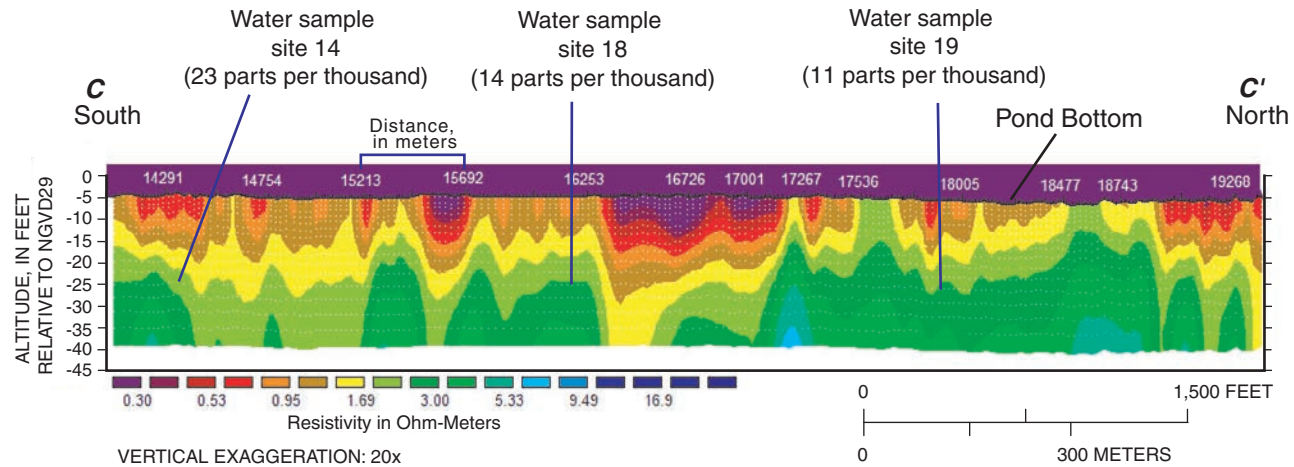 Water sample
site 14
(23 parts per thousand)
Water sample
site 18
(14 parts per thousand)
Water sample
site 19
(11 parts per thousand)
C
South
Distance,
in meters
Pond Bottom
C'
North
ALTITUDE, IN FEET
RELATIVE TO NGVD29
0
-5
-10
-15
-20
-25
-30
-35
-40
-45
14291 14754 15213 15692 16253 16726 17001 17267 17536 18005 18477 18743 19268
0.30 0.53 0.95 1.69 3.00 5.33 9.49 16.9
Resistivity in Ohm-Meters
VERTICAL EXAGGERATION: 20x
0 1,500 FEET
0 300 METERS